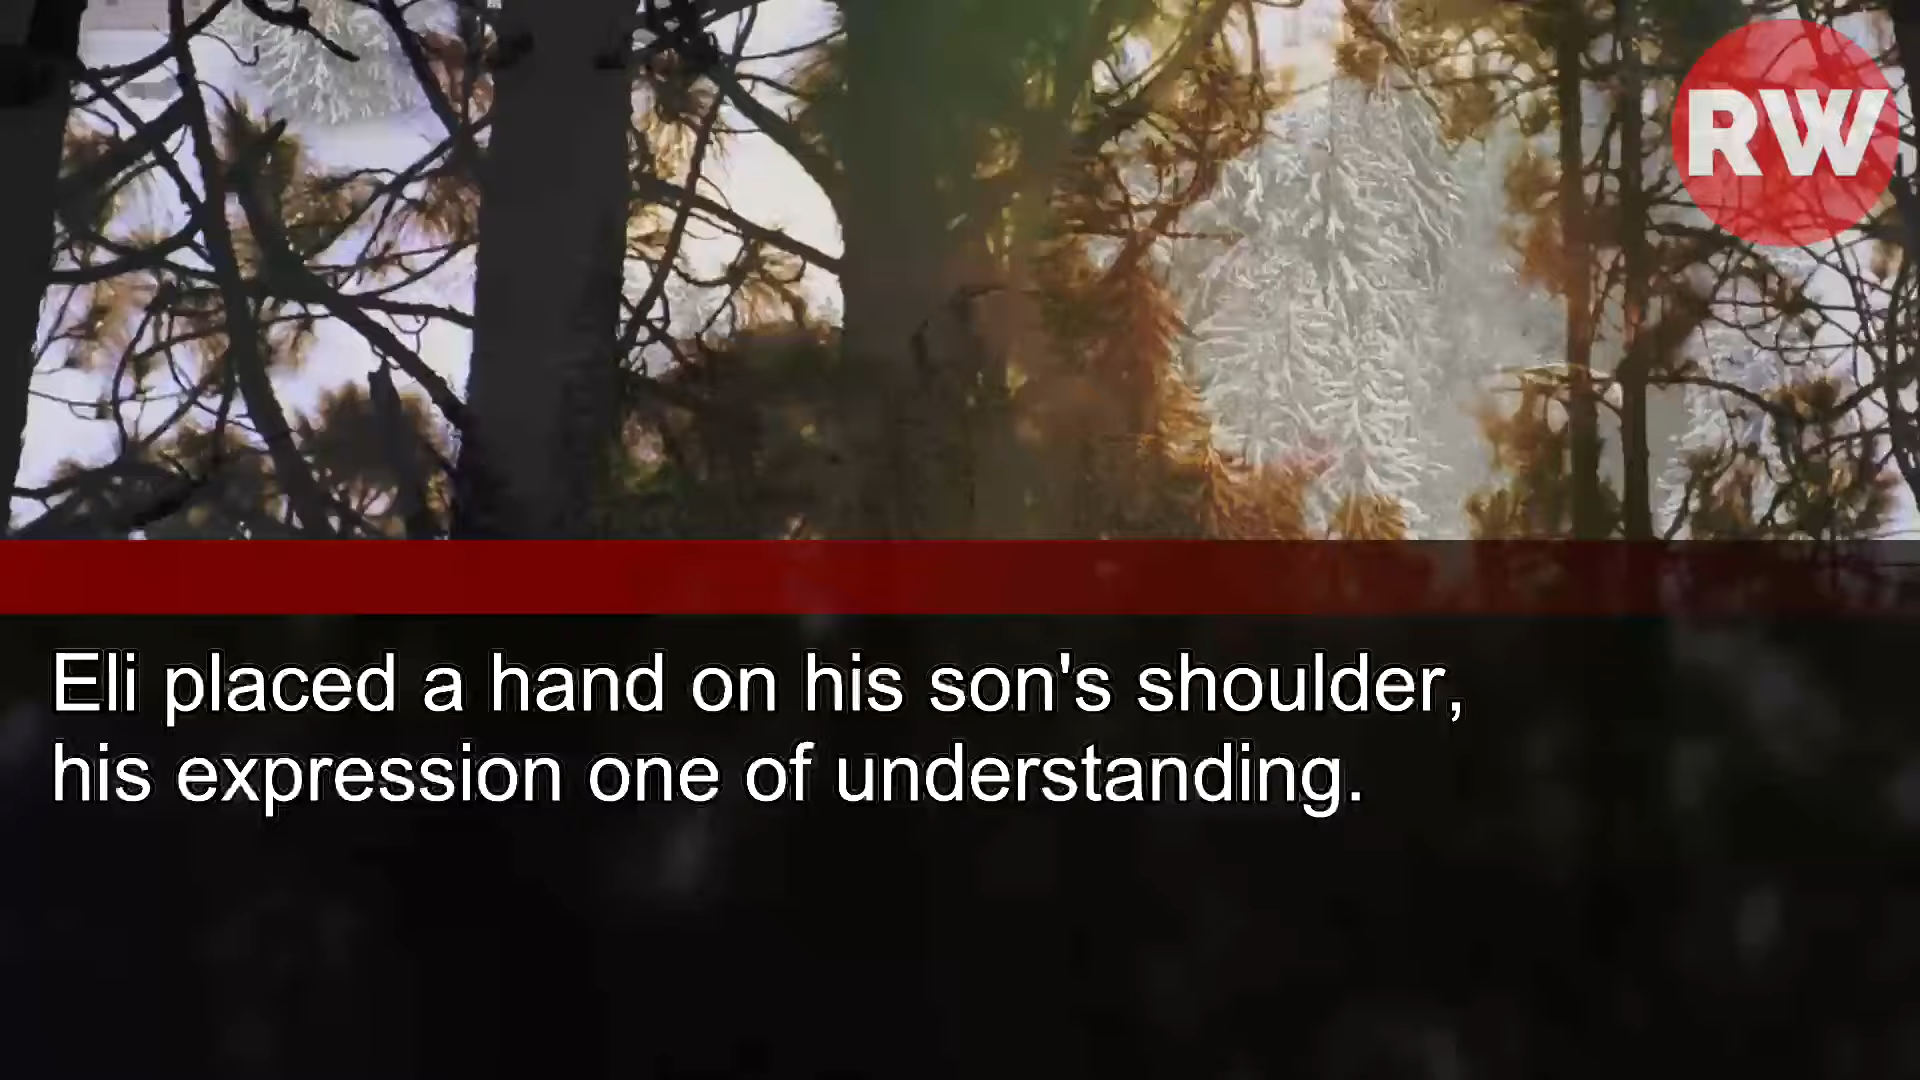 RW
Eli placed a hand on his son's shoulder,
his expression one of understanding.